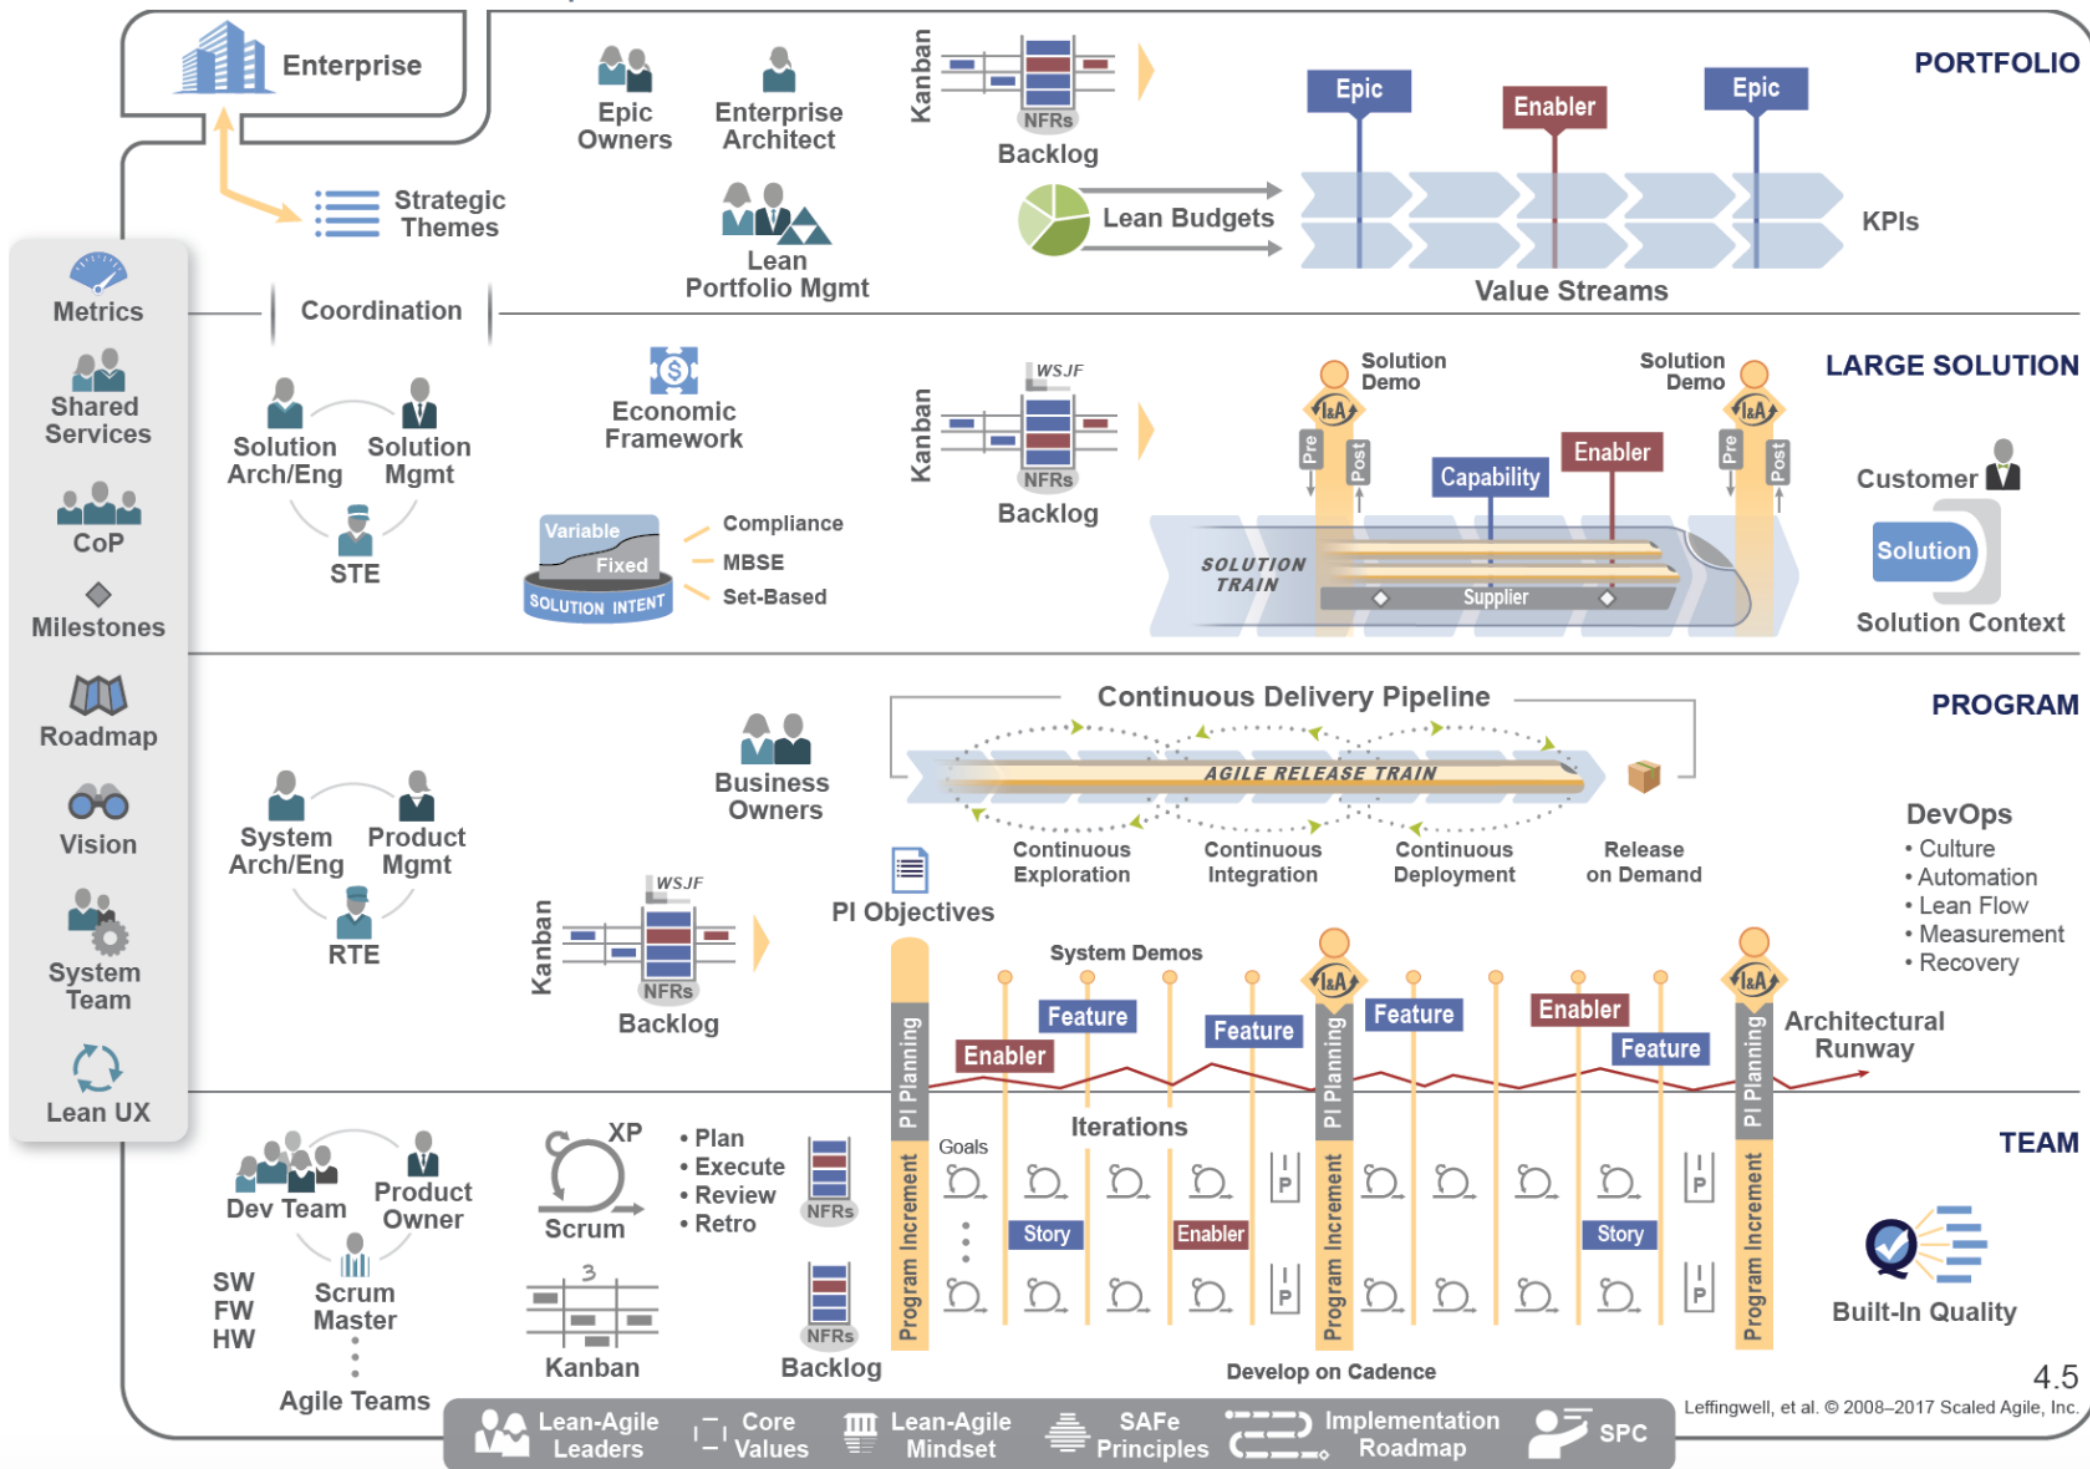 Enterprise
Strategic
Themes
Epic
Owners
Enterprise
Architect
Lean
Portfolio Mgmt
Kanban
NFRs
Backlog
Lean Budgets
Epic
Enabler
Epic
Value Streams
KPIs
PORTFOLIO
Metrics
Shared
Services
CoP
Milestones
Roadmap
Vision
System
Team
Lean UX
Coordination
Solution
Arch/Eng
Solution
Mgmt
STE
Economic
Framework
Variable
Fixed
SOLUTION INTENT
Compliance
MBSE
Set-Based
Kanban
WSJF
NFRs
Backlog
Solution
Demo
I&A
Pre
Post
Capability
Enabler
Solution
Demo
I&A
Pre
Post
SOLUTION
TRAIN
Supplier
LARGE SOLUTION
Customer
Solution
Solution Context
System
Arch/Eng
Product
Mgmt
RTE
Business
Owners
Kanban
WSJF
NFRs
Backlog
Continuous Delivery Pipeline
AGILE RELEASE TRAIN
Continuous
Exploration
Continuous
Integration
Continuous
Deployment
Release
on Demand
PROGRAM
DevOps
• Culture
• Automation
• Lean Flow
• Measurement
• Recovery
PI Objectives
System Demos
I&A
I&A
PI Planning
PI Planning
PI Planning
Enabler
Feature
Feature
Feature
Enabler
Feature
Architectural
Runway
Dev Team
Product
Owner
Scrum
Master
SW
FW
HW
Agile Teams
XP
Scrum
• Plan
• Execute
• Review
• Retro
3
Kanban
NFRs
NFRs
Backlog
Program Increment
Program Increment
Program Increment
Iterations
Goals
Story
Enabler
Story
I
P
I
P
I
P
I
P
Develop on Cadence
TEAM
Built-In Quality
4.5
Leffingwell, et al. © 2008–2017 Scaled Agile, Inc.
Lean-Agile
Leaders
Core
Values
Lean-Agile
Mindset
SAFe
Principles
Implementation
Roadmap
SPC